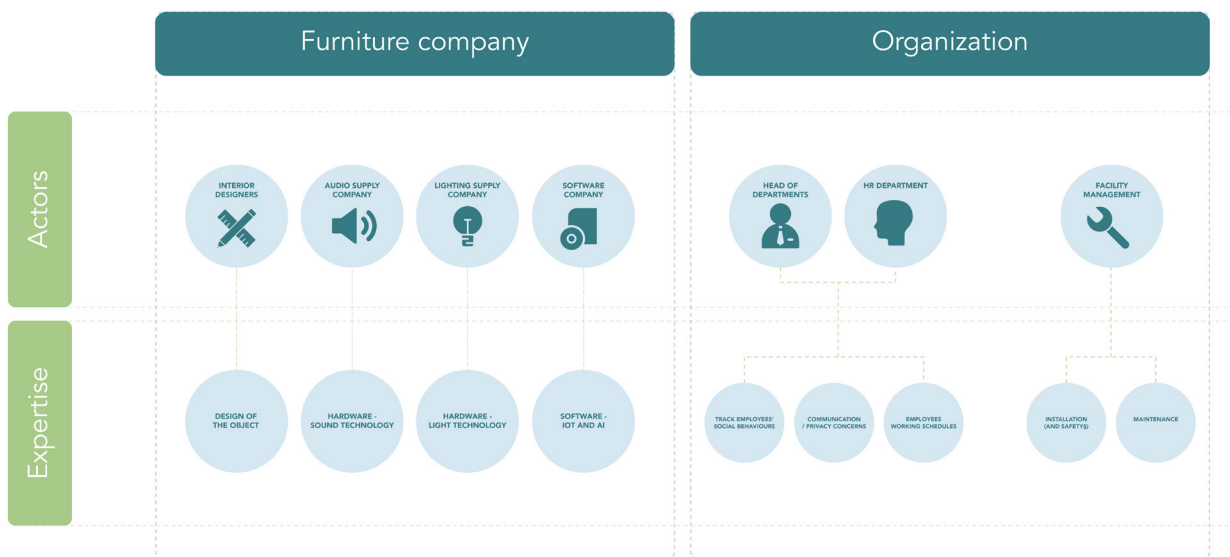 Furniture company
Organization
Actors
INTERIOR
DESIGNERS
AUDIO SUPPLY
COMPANY
LIGHTING SUPPLY
COMPANY
SOFTWARE
COMPANY
HEAD OF
DEPARTMENTS
HR DEPARTMENT
FACILITY
MANAGEMENT
Expertise
DESIGN OF
THE OBJECT
HARDWARE -
SOUND TECHNOLOGY
HARDWARE -
LIGHT TECHNOLOGY
SOFTWARE -
IOT AND AI
TRACK EMPLOYEES'
SOCIAL BEHAVIOURS
COMMUNICATION
/ PRIVACY CONCERNS
EMPLOYEES
WORKING SCHEDULES
INSTALLATION
(AND SAFETY§)
MAINTENANCE